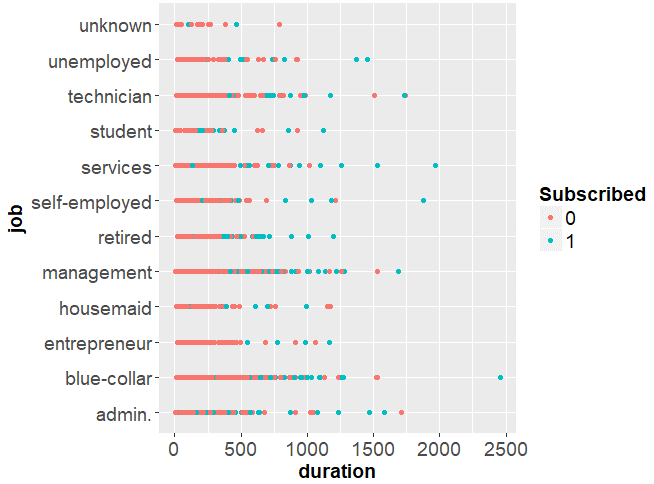 unknown
unemployed
technician
student
services
self-employed
retired
management
housemaid
entrepreneur
blue-collar
admin.
job
0 500 1000 1500 2000 2500
duration
Subscribed
0
1